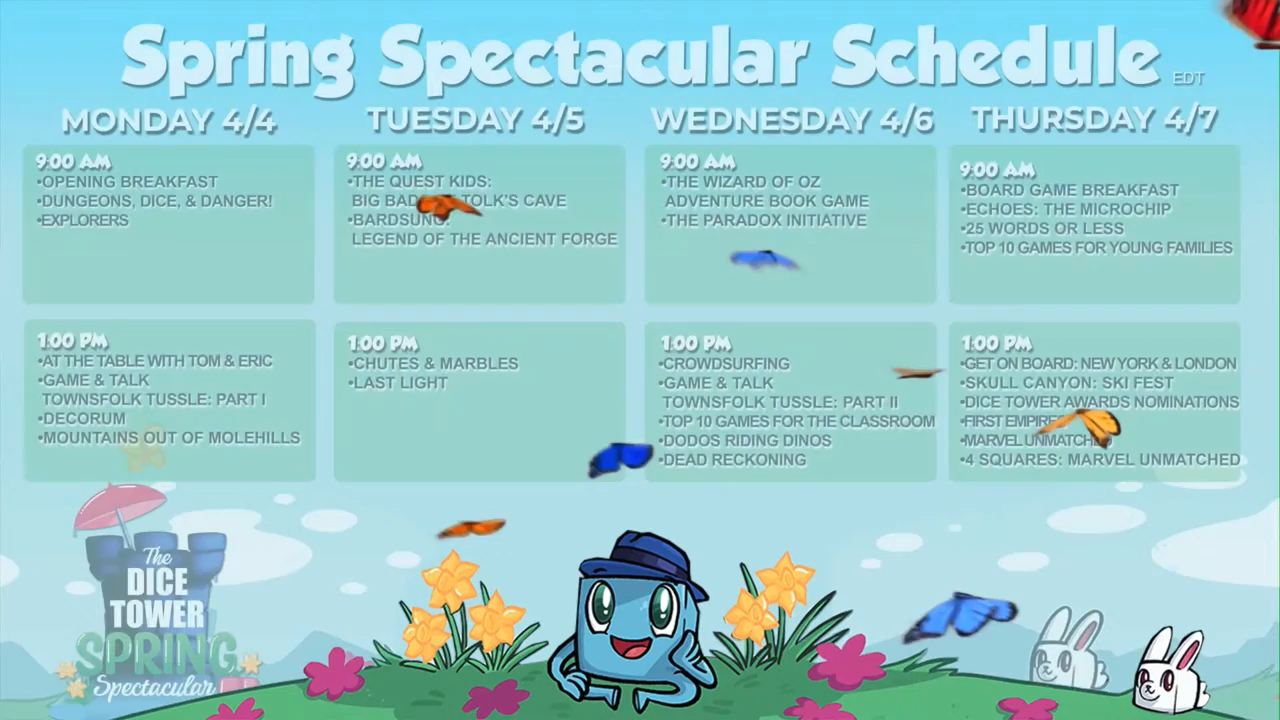 Spring Spectacular Schedule EDT
MONDAY 4/4
9:00 AM
•OPENING BREAKFAST
•DUNGEONS, DICE, & DANGER!
•EXPLORERS
1:00 PM
•AT THE TABLE WITH TOM & ERIC
•GAME & TALK
TOWNSFOLK TUSSLE: PART I
•DECORUM
•MOUNTAINS OUT OF MOLEHILLS
TUESDAY 4/5
9:00 AM
•THE QUEST KIDS:
BIG BAD TOLK'S CAVE
•BARDSUNG:
LEGEND OF THE ANCIENT FORGE
1:00 PM
•CHUTES & MARBLES
•LAST LIGHT
WEDNESDAY 4/6
9:00 AM
•THE WIZARD OF OZ
ADVENTURE BOOK GAME
•THE PARADOX INITIATIVE
1:00 PM
•CROWDSURFING
•GAME & TALK
TOWNSFOLK TUSSLE: PART II
•TOP 10 GAMES FOR THE CLASSROOM
•DODOS RIDING DINOS
•DEAD RECKONING
THURSDAY 4/7
9:00 AM
•BOARD GAME BREAKFAST
•ECHOES: THE MICROCHIP
•25 WORDS OR LESS
•TOP 10 GAMES FOR YOUNG FAMILIES
1:00 PM
•GET ON BOARD: NEW YORK & LONDON
•SKULL CANYON: SKI FEST
•DICE TOWER AWARDS NOMINATIONS
•FIRST EMPIRES
•MARVEL UNMATCHED
•4 SQUARES: MARVEL UNMATCHED
The
DICE
TOWER
SPRING
Spectacular